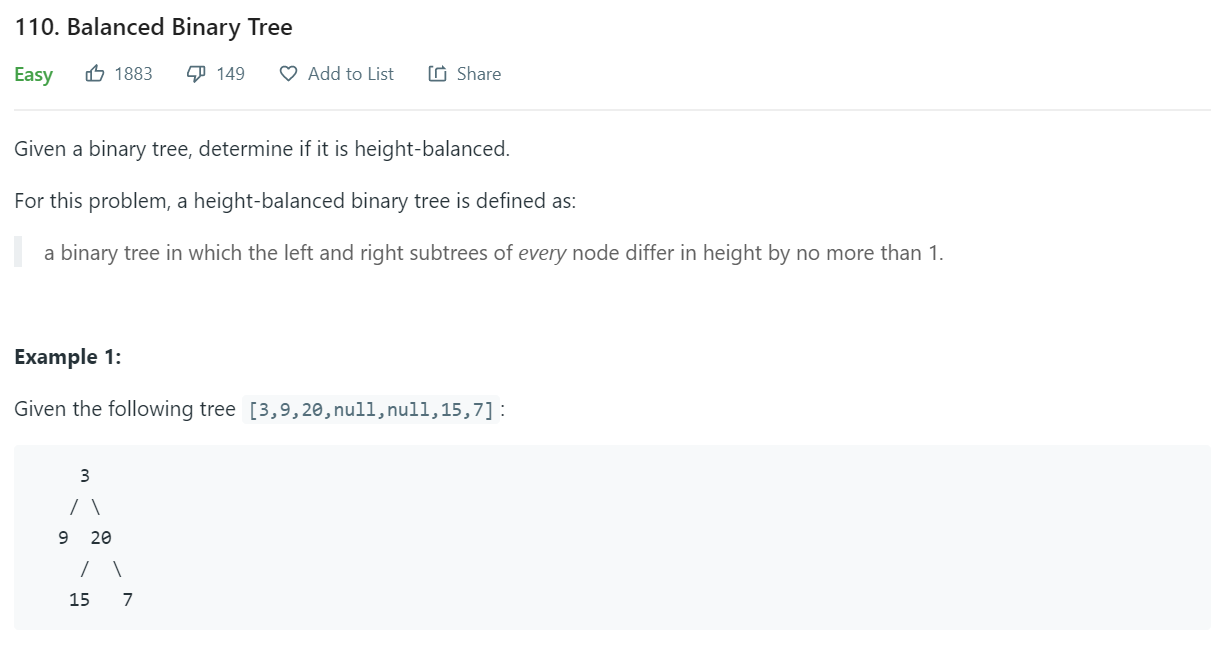 110. Balanced Binary Tree
Easy 1883 149 Add to List Share
Given a binary tree, determine if it is height-balanced.
For this problem, a height-balanced binary tree is defined as:
a binary tree in which the left and right subtrees of every node differ in height by no more than 1.
Example 1:
Given the following tree [3,9,20,null,null,15,7]:
3
/ \
9 20
/ \
15 7